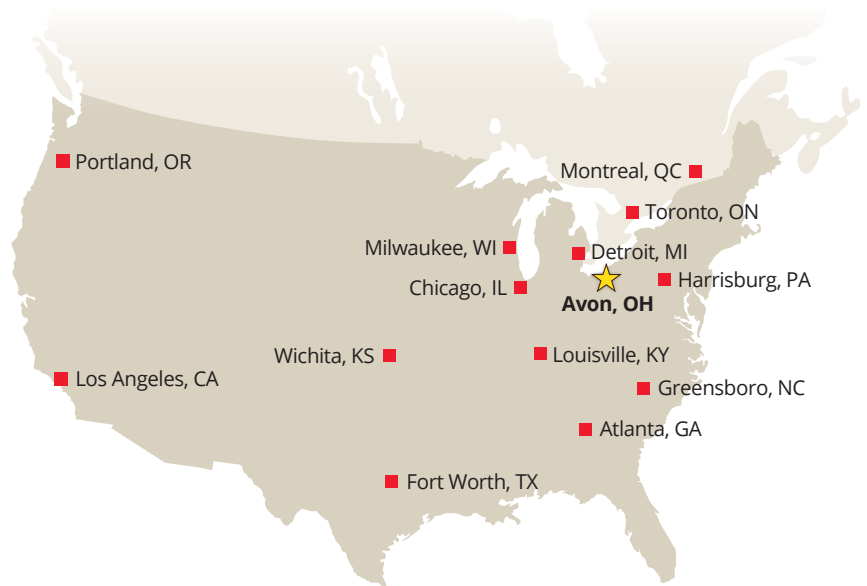 Portland, OR
Montreal, QC
Toronto, ON
Milwaukee, WI
Detroit, MI
Chicago, IL
Harrisburg, PA
Avon, OH
Wichita, KS
Louisville, KY
Los Angeles, CA
Greensboro, NC
Atlanta, GA
Fort Worth, TX